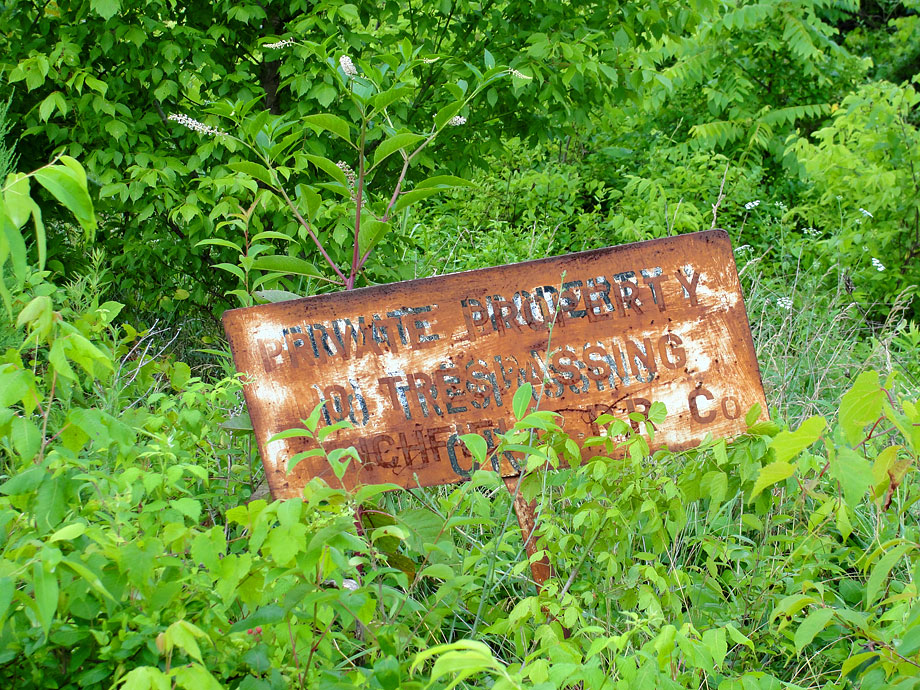 PRIVATE PROPERTY
NO TRESPASSING
R.R. Co